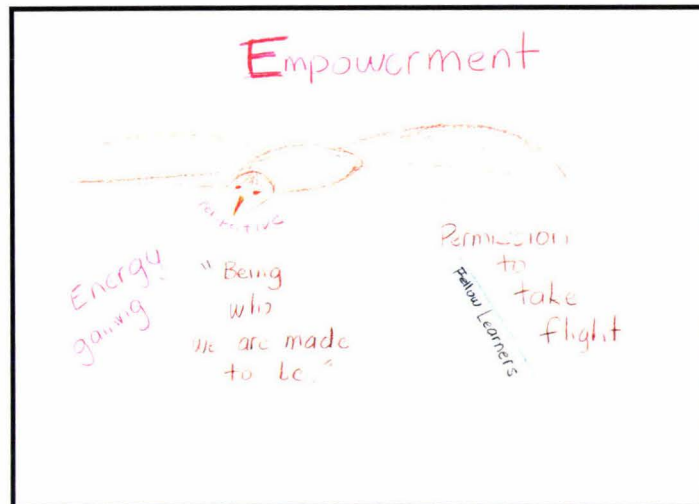 Empowerment
Energy
gaining
"Being
who
we are made
to be."
Permission
to
take
flight
Fellow Learners